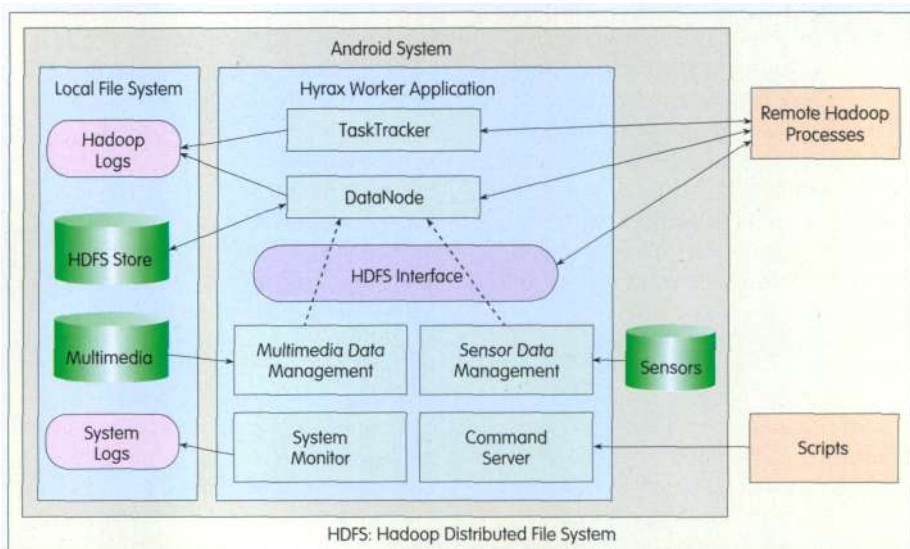 Android System
Local File System
Hyrax Worker Application
Hadoop
Logs
TaskTracker
Remote Hadoop
Processes
DataNode
HDFS Store
HDFS Interface
Multimedia
Multimedia Data
Management
Sensor Data
Management
Sensors
System
Logs
System
Monitor
Command
Server
Scripts
HDFS: Hadoop Distributed File System